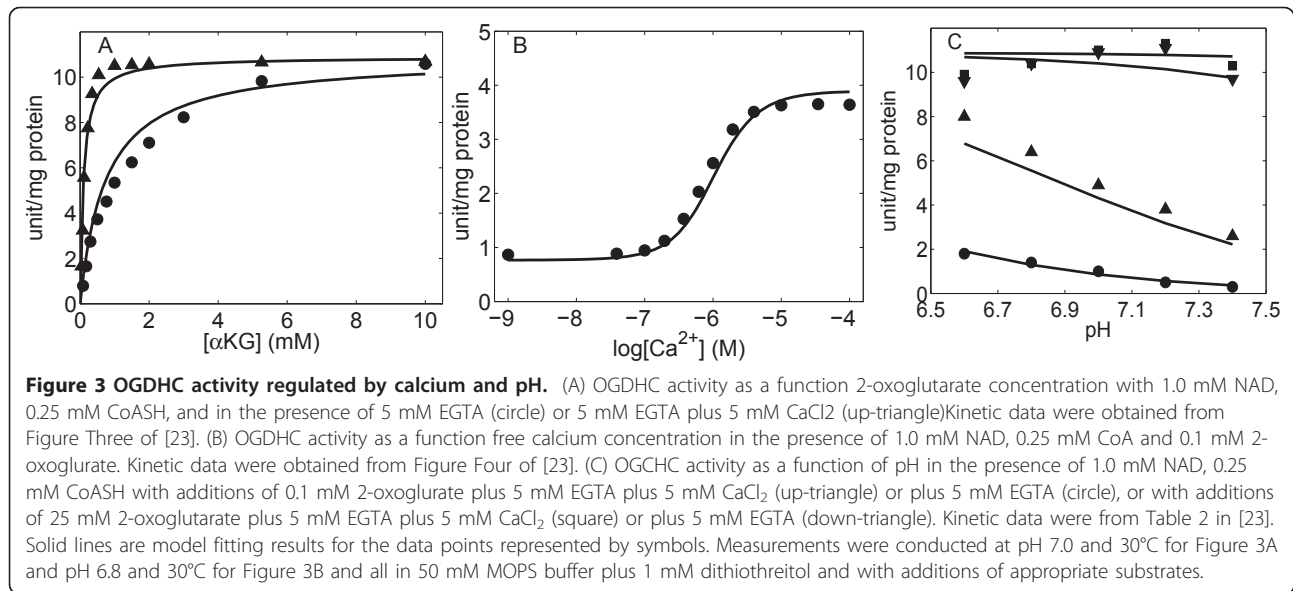 A
unit/mg protein
10
8
6
4
2
0
0 2 4 6 8 10
[αKG] (mM)
B
unit/mg protein
5
4
3
2
1
0
−9 −8 −7 −6 −5 −4
log[Ca2+] (M)
C
unit/mg protein
10
8
6
4
2
0
6.5 6.7 6.9 7.1 7.3 7.5
pH
Figure 3 OGDHC activity regulated by calcium and pH. (A) OGDHC activity as a function 2-oxoglutarate concentration with 1.0 mM NAD,
0.25 mM CoASH, and in the presence of 5 mM EGTA (circle) or 5 mM EGTA plus 5 mM CaCl2 (up-triangle)Kinetic data were obtained from
Figure Three of [23]. (B) OGDHC activity as a function free calcium concentration in the presence of 1.0 mM NAD, 0.25 mM CoA and 0.1 mM 2-
oxoglurate. Kinetic data were obtained from Figure Four of [23]. (C) OGCHC activity as a function of pH in the presence of 1.0 mM NAD, 0.25
mM CoASH with additions of 0.1 mM 2-oxoglurate plus 5 mM EGTA plus 5 mM CaCl2 (up-triangle) or plus 5 mM EGTA (circle), or with additions
of 25 mM 2-oxoglutarate plus 5 mM EGTA plus 5 mM CaCl2 (square) or plus 5 mM EGTA (down-triangle). Kinetic data were from Table 2 in [23].
Solid lines are model fitting results for the data points represented by symbols. Measurements were conducted at pH 7.0 and 30°C for Figure 3A
and pH 6.8 and 30°C for Figure 3B and all in 50 mM MOPS buffer plus 1 mM dithiothreitol and with additions of appropriate substrates.